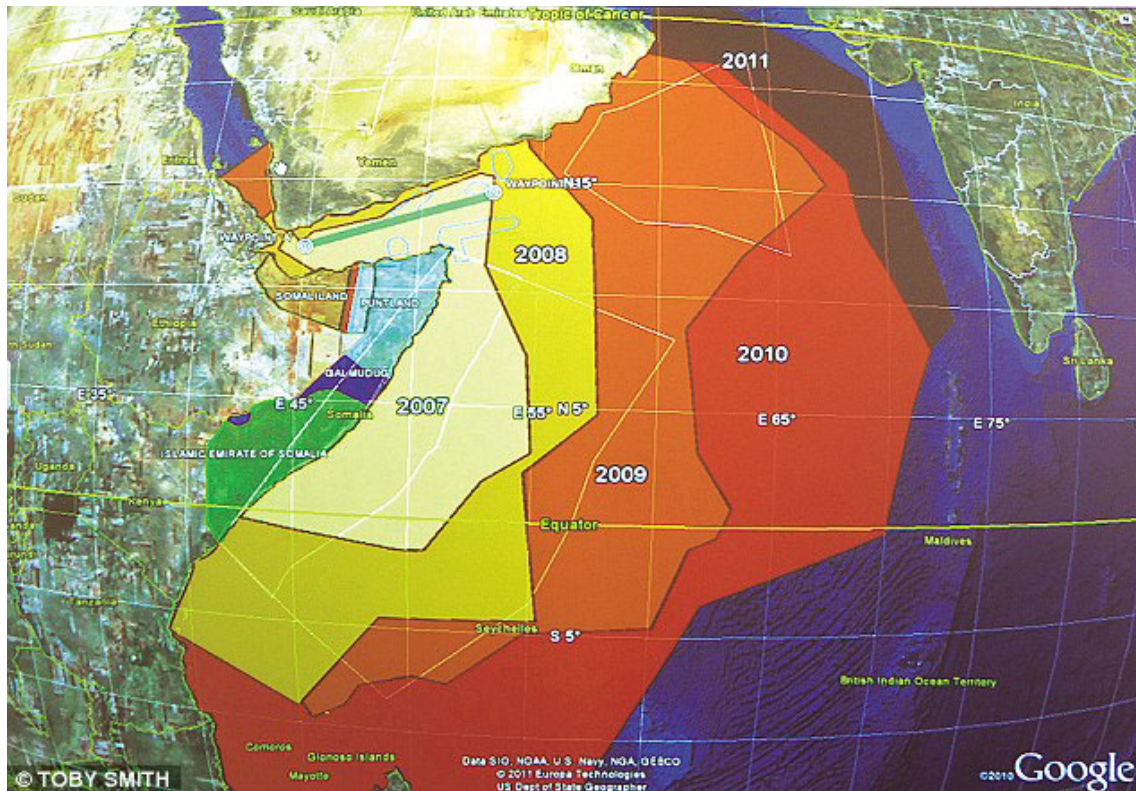 Saudi Arabia
United Arab Emirates
Tropic of Cancer
N
Oman
2011
India
Eritrea
Yemen
Sudan
WAYPOINT
N 15°
WAYPOINT
2008
SOMALILAND
PUNTLAND
Ethiopia
Sudan
2010
Sri Lanka
GALMUDUG
E 35°
E 45°
Somalia
2007
E 55°
N 5°
E 65°
E 75°
ISLAMIC EMIRATE OF SOMALIA
Uganda
2009
Kenya
Equator
Maldives
Tanzania
Seychelles
S 5°
British Indian Ocean Territory
Comoros
Glorioso Islands
Mayotte
Data SIO, NOAA, U.S. Navy, NGA, GEBCO
© 2011 Europa Technologies
US Dept of State Geographer
©2010 Google
© TOBY SMITH